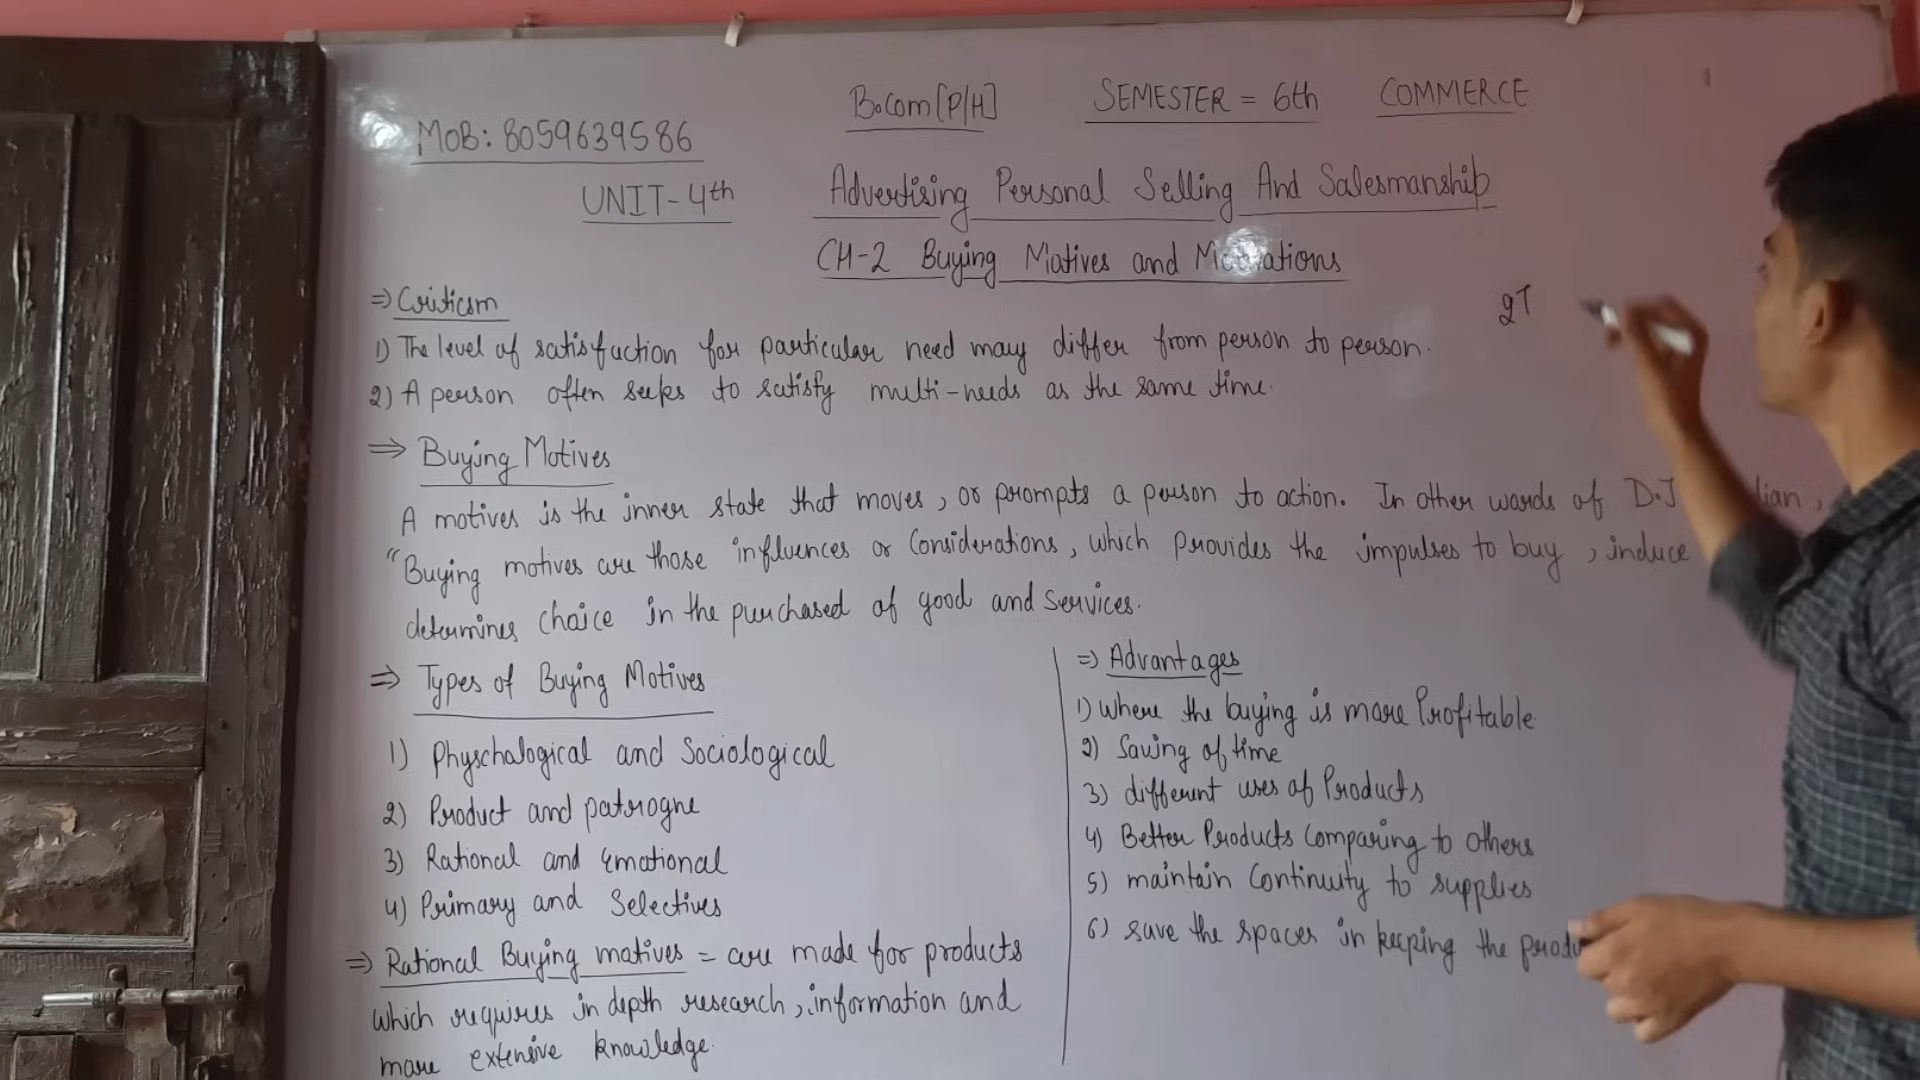 B.Com [P/H] SEMESTER = 6th COMMERCE
MOB: 8059639586
UNIT-4th Advertising Personal Selling And Salesmanship
CH-2 Buying Motives and
=> Criticsm
1) The level of satisfaction for particular need may differ from person to person.
2) A person often seeks to satisfy multi-needs as the same time.
=> Buying Motives
A motives is the inner state that moves, or prompts a person to action. In other words of D.J
"Buying motives are those influences or Considerations, which provides the impulses to buy, induce
determines choice in the purchased of good and services.
=> Types of Buying Motives
1) Physchological and Sociological
2) Product and patrogne
3) Rational and Emotional
4) Primary and Selectives
=> Rational Buying motives = are made for products
which requires in depth research, information and
more extensive knowledge.
=> Advantages
1) where the buying is more Profitable
2) Saving of time
3) different uses of Products
4) Better Products Comparing to others
5) maintain Continuity to supplies
6) save the spaces in keeping the